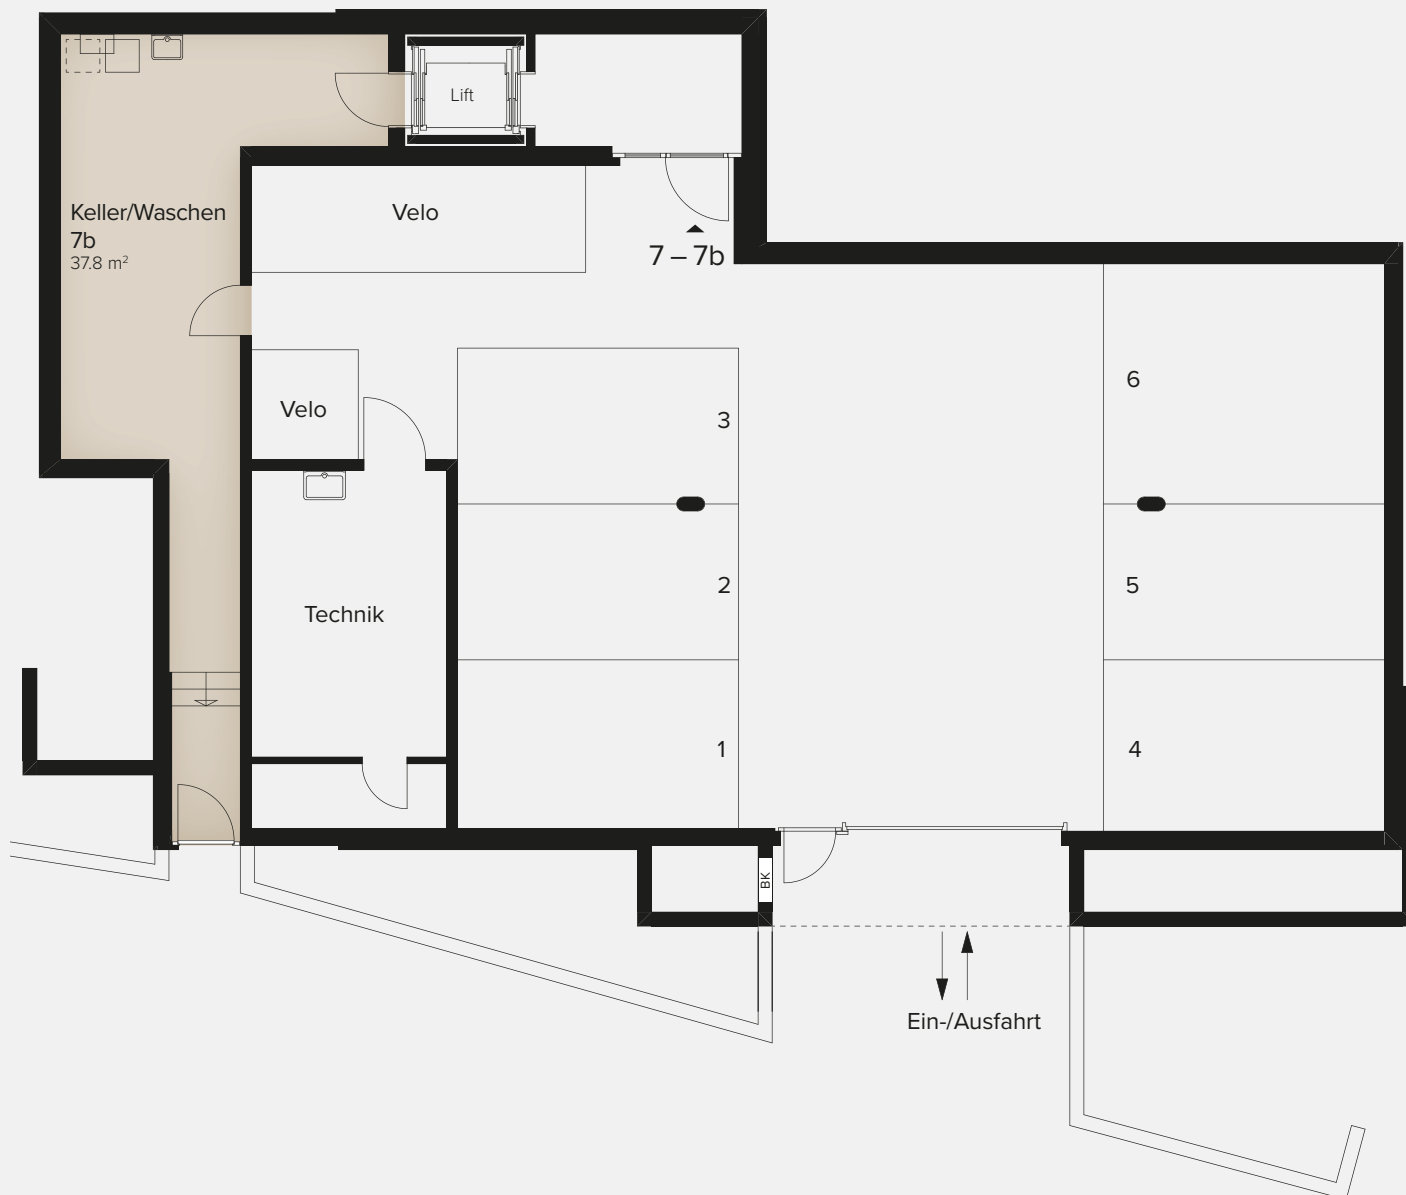 Lift
Keller/Waschen
7b
37.8 m²
Velo
7 – 7b
Velo
3
6
2
5
Technik
1
4
BK
Ein-/Ausfahrt